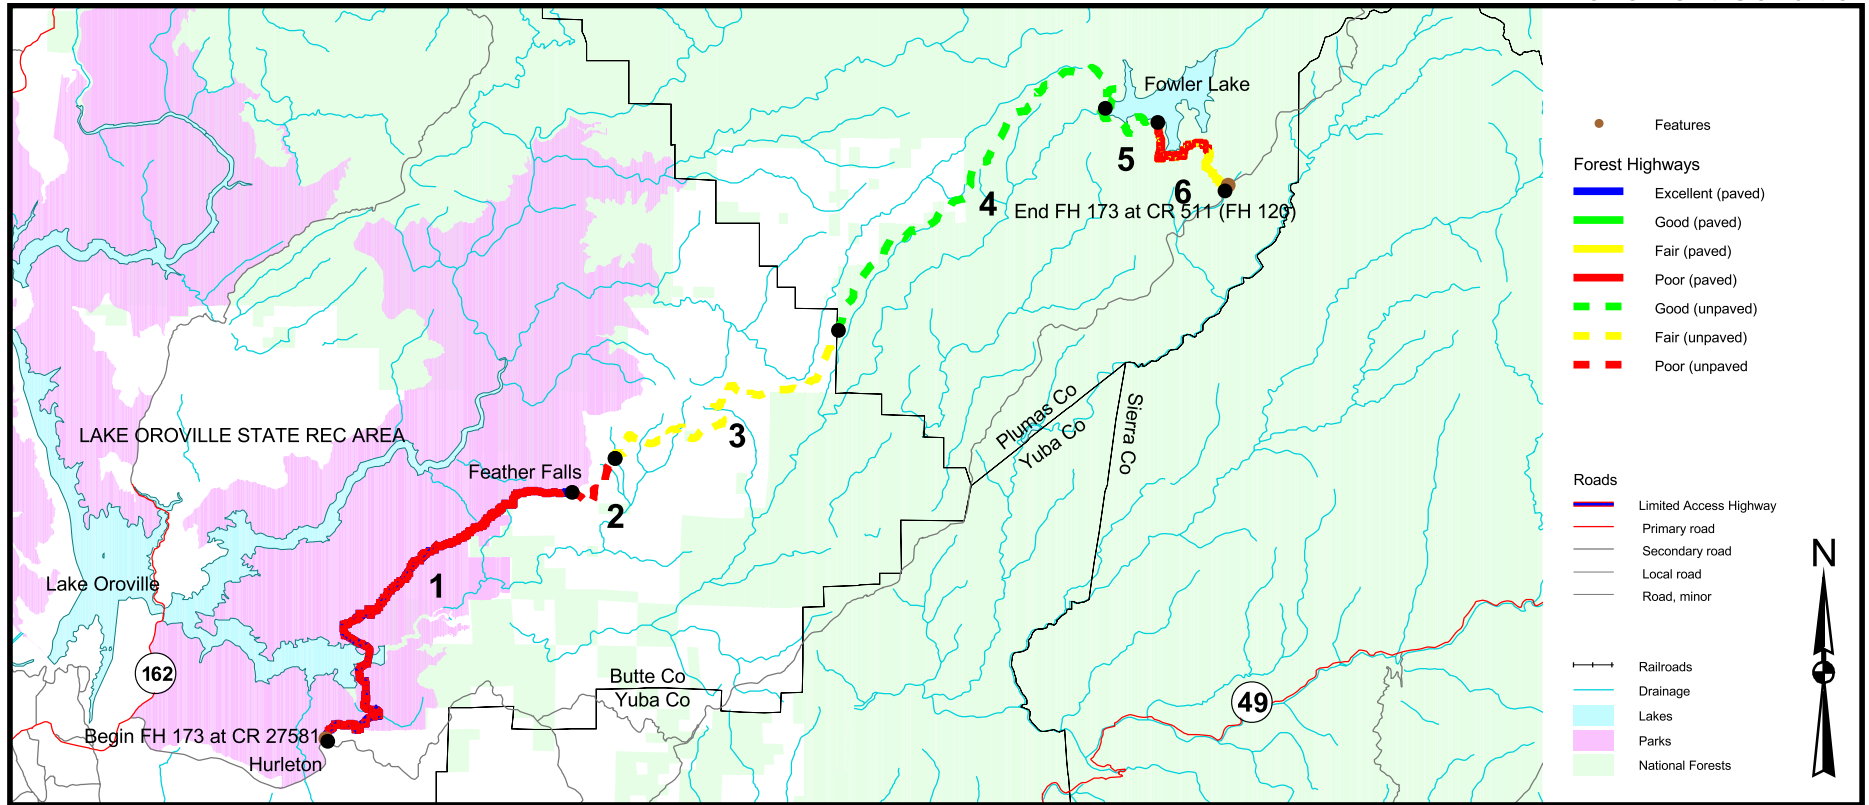 Fowler Lake
5
6
4
End FH 173 at CR 511 (FH 120)
3
Plumas Co
Yuba Co
Sierra Co
LAKE OROVILLE STATE REC AREA
Feather Falls
2
1
Lake Oroville
162
Butte Co
Yuba Co
49
Begin FH 173 at CR 27581
Hurleton
Features
Forest Highways
Excellent (paved)
Good (paved)
Fair (paved)
Poor (paved)
Good (unpaved)
Fair (unpaved)
Poor (unpaved
Roads
Limited Access Highway
Primary road
Secondary road
Local road
Road, minor
Railroads
Drainage
Lakes
Parks
National Forests
N